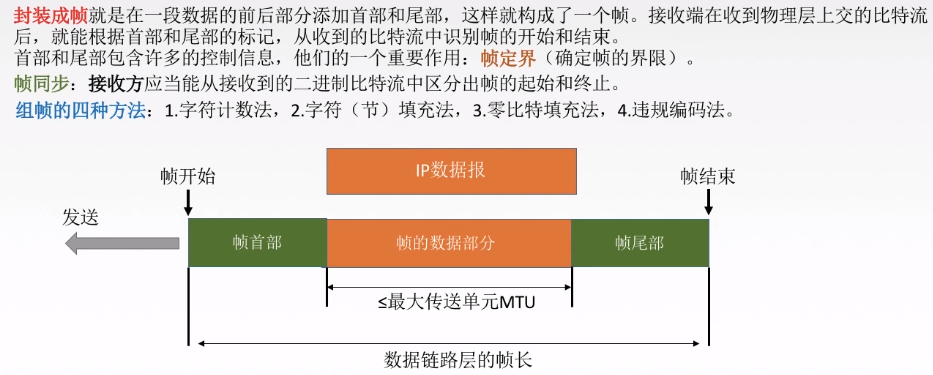 封装成帧就是在一段数据的前后部分添加首部和尾部，这样就构成了一个帧。接收端在收到物理层上交的比特流
后，就能根据首部和尾部的标记，从收到的比特流中识别帧的开始和结束。
首部和尾部包含许多的控制信息，他们的一个重要作用：帧定界（确定帧的界限）。
帧同步：接收方应当能从接收到的二进制比特流中区分出帧的起始和终止。
组帧的四种方法：1.字符计数法，2.字符（节）填充法，3.零比特填充法，4.违规编码法。
IP数据报
帧开始
帧结束
发送
帧首部
帧的数据部分
帧尾部
≤最大传送单元MTU
数据链路层的帧长